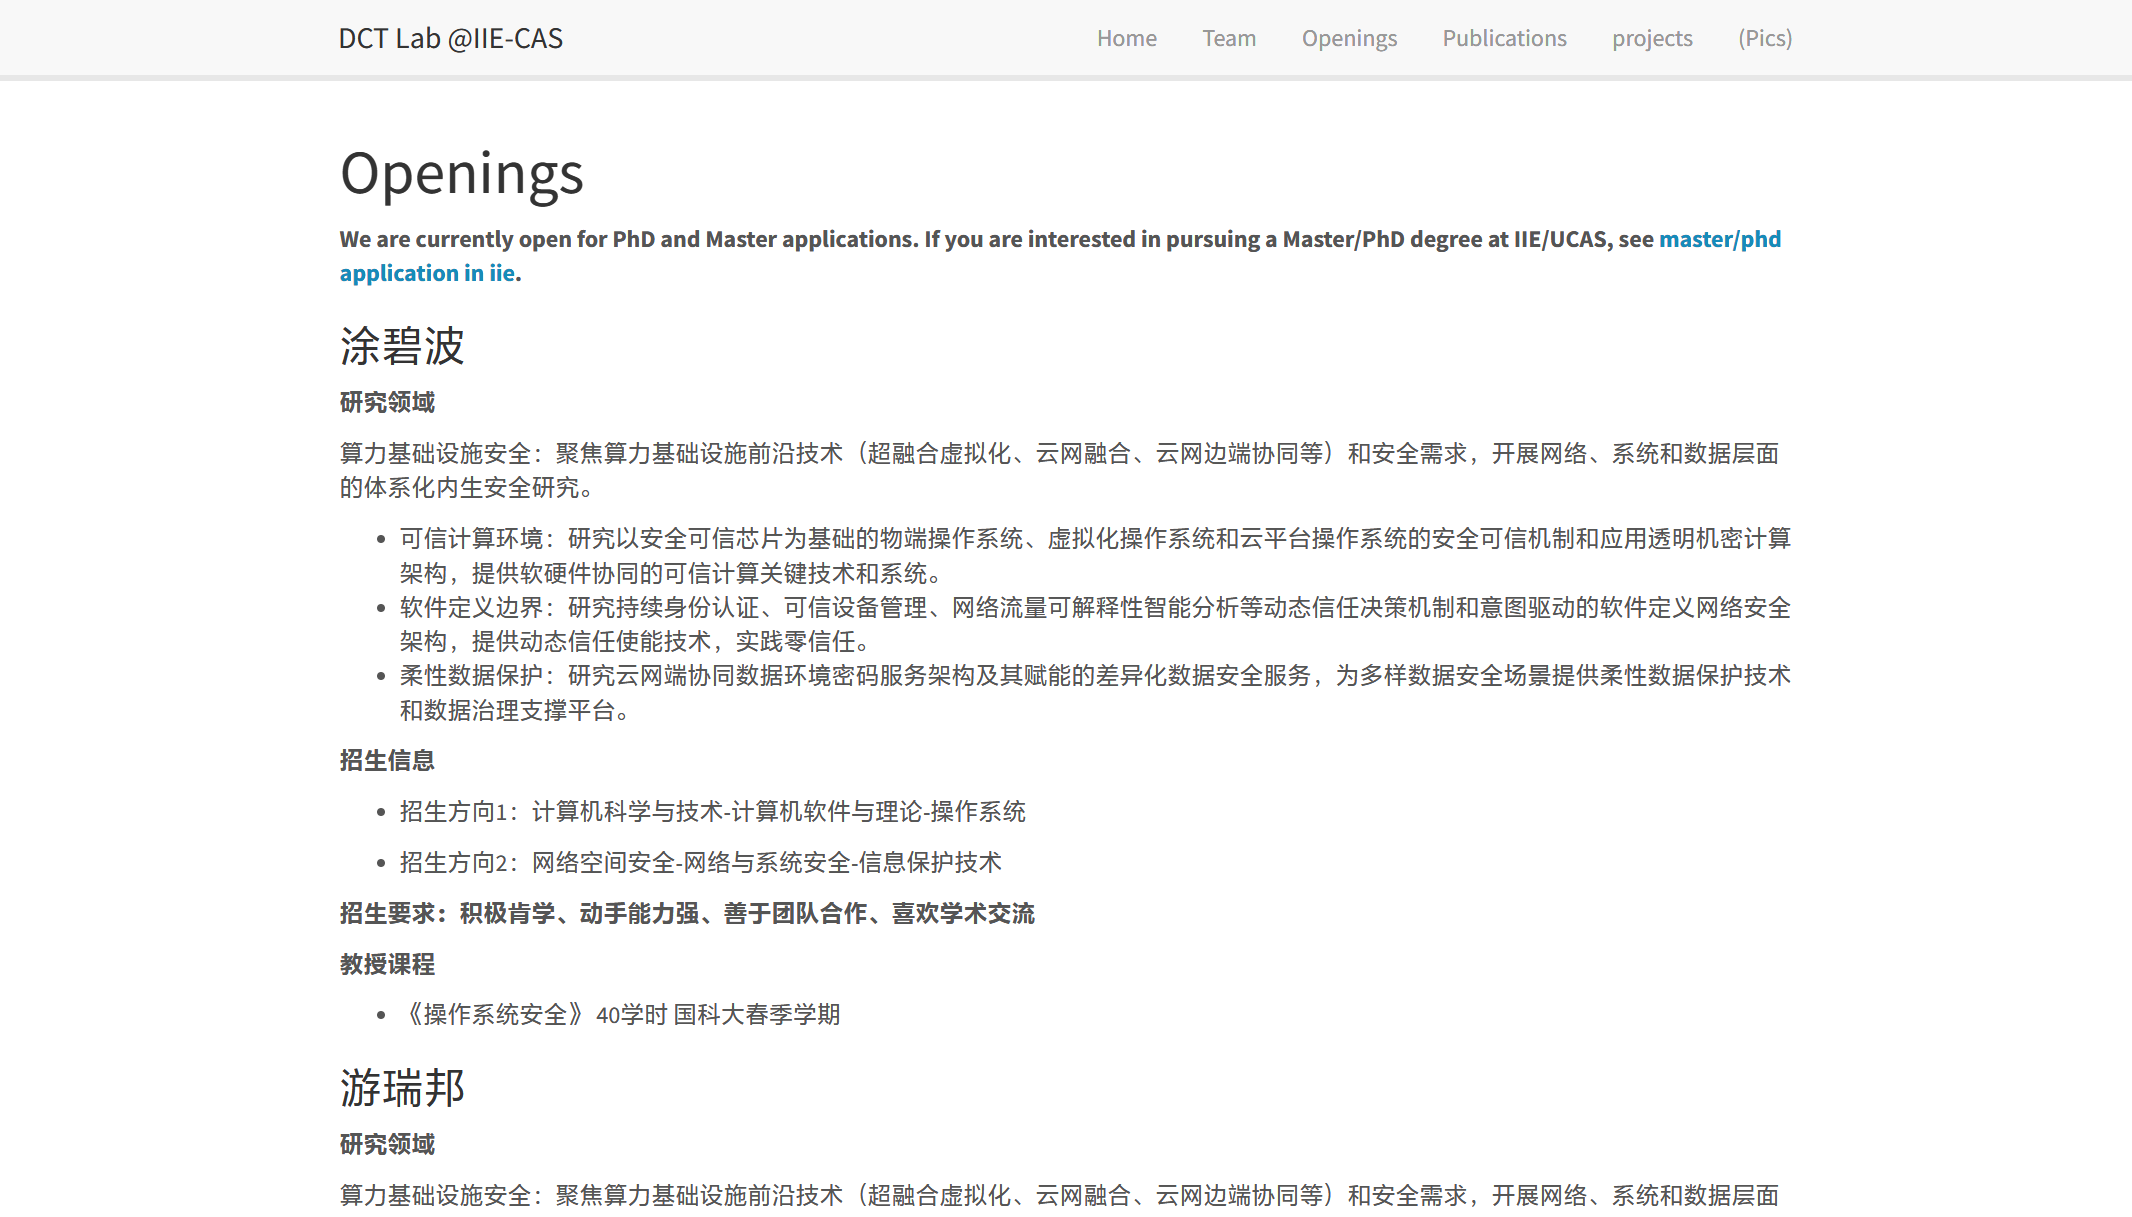 DCT Lab @IIE-CAS
Home Team Openings Publications projects (Pics)
Openings
We are currently open for PhD and Master applications. If you are interested in pursuing a Master/PhD degree at IIE/UCAS, see master/phd
application in iie.
涂碧波
研究领域
算力基础设施安全：聚焦算力基础设施前沿技术（超融合虚拟化、云网融合、云网边端协同等）和安全需求，开展网络、系统和数据层面
的体系化内生安全研究。
• 可信计算环境：研究以安全可信芯片为基础的物端操作系统、虚拟化操作系统和云平台操作系统的安全可信机制和应用透明机密计算
架构，提供软硬件协同的可信计算关键技术和系统。
• 软件定义边界：研究持续身份认证、可信设备管理、网络流量可解释性智能分析等动态信任决策机制和意图驱动的软件定义网络安全
架构，提供动态信任使能技术，实践零信任。
• 柔性数据保护：研究云网端协同数据环境密码服务架构及其赋能的差异化数据安全服务，为多样数据安全场景提供柔性数据保护技术
和数据治理支撑平台。
招生信息
• 招生方向1：计算机科学与技术-计算机软件与理论-操作系统
• 招生方向2：网络空间安全-网络与系统安全-信息保护技术
招生要求：积极肯学、动手能力强、善于团队合作、喜欢学术交流
教授课程
• 《操作系统安全》40学时 国科大春季学期
游瑞邦
研究领域
算力基础设施安全：聚焦算力基础设施前沿技术（超融合虚拟化、云网融合、云网边端协同等）和安全需求，开展网络、系统和数据层面